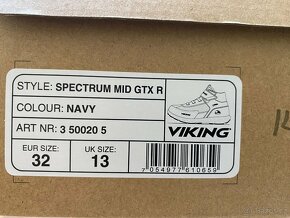 STYLE: SPECTRUM MID GTX R
COLOUR: NAVY
ART NR: 3 50020 5
VIKING
EUR SIZE: UK SIZE:
32 13
7 054977 610659